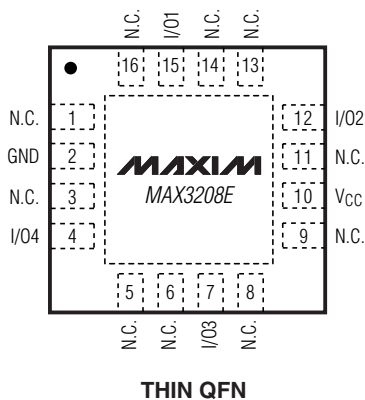 N.C. I/O1 N.C. N.C.
16 15 14 13
N.C. 1 12 I/O2
GND 2 11 N.C.
N.C. 3 10 VCC
I/O4 4 9 N.C.
MAXIM
MAX3208E
5 6 7 8
N.C. N.C. I/O3 N.C.
THIN QFN